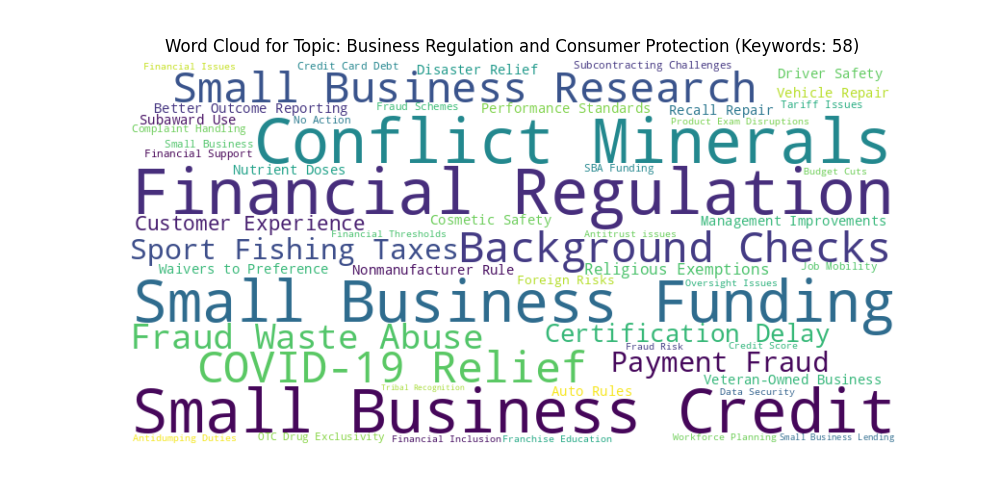 Word Cloud for Topic: Business Regulation and Consumer Protection (Keywords: 58)
Financial Issues
Credit Card Debt
Disaster Relief
Subcontracting Challenges
Driver Safety
Small Business Research
Vehicle Repair
Better Outcome Reporting
Fraud Schemes
Performance Standards
Recall Repair
Tariff Issues
Subaward Use
No Action
Product Exam Disruptions
Complaint Handling
Conflict Minerals
Small Business
Financial Support
Nutrient Doses
SBA Funding
Budget Cuts
Financial Regulation
Customer Experience
Cosmetic Safety
Management Improvements
Financial Thresholds
Antitrust issues
Sport Fishing Taxes
Background Checks
Waivers to Preference
Nonmanufacturer Rule
Religious Exemptions
Job Mobility
Foreign Risks
Oversight Issues
Small Business Funding
Fraud Waste Abuse
Certification Delay
Fraud Risk
Credit Score
COVID-19 Relief
Payment Fraud
Veteran-Owned Business
Tribal Recognition
Auto Rules
Data Security
Small Business Credit
Antidumping Duties
OTC Drug Exclusivity
Financial Inclusion
Franchise Education
Workforce Planning
Small Business Lending